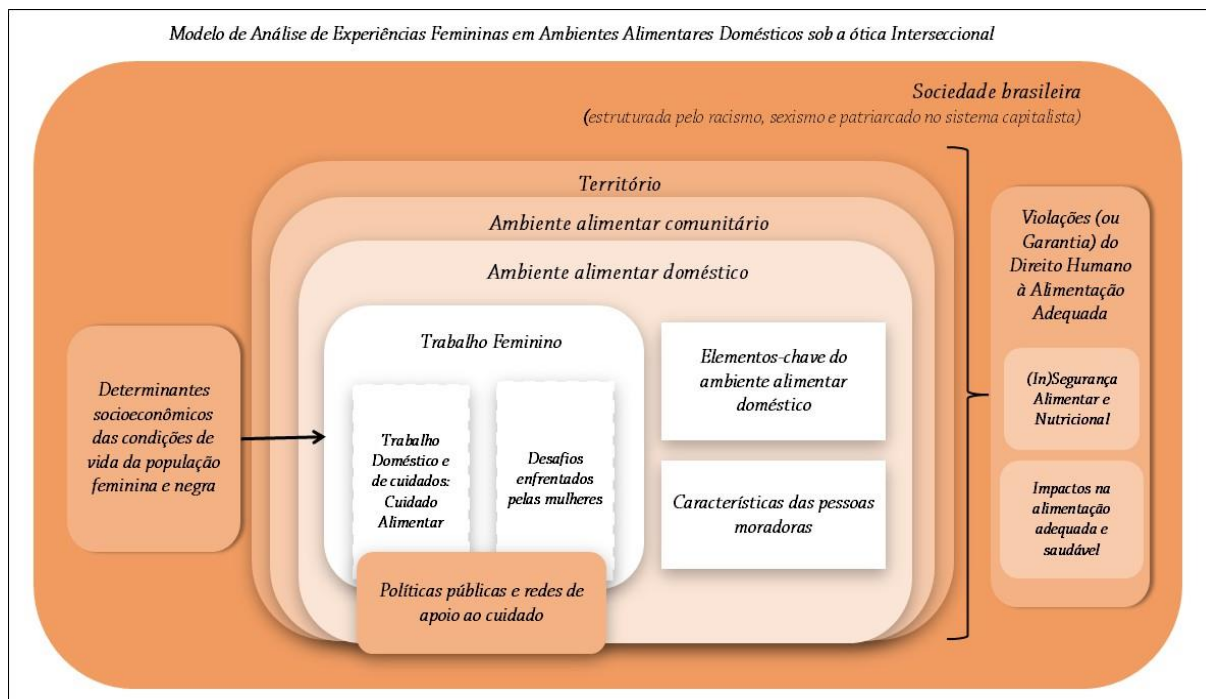 Modelo de Análise de Experiências Femininas em Ambientes Alimentares Domésticos sob a ótica Interseccional
Sociedade brasileira
(estruturada pelo racismo, sexismo e patriarcado no sistema capitalista)
Território
Ambiente alimentar comunitário
Ambiente alimentar doméstico
Determinantes
socioeconômicos
das condições de
vida da população
feminina e negra
Trabalho Feminino
Trabalho
Doméstico e
de cuidados:
Cuidado
Alimentar
Desafios
enfrentados
pelas mulheres
Políticas públicas e redes de
apoio ao cuidado
Elementos-chave do
ambiente alimentar
doméstico
Características das pessoas
moradoras
Violações (ou
Garantia) do
Direito Humano
à Alimentação
Adequada
(In)Segurança
Alimentar e
Nutricional
Impactos na
alimentação
adequada e
saudável